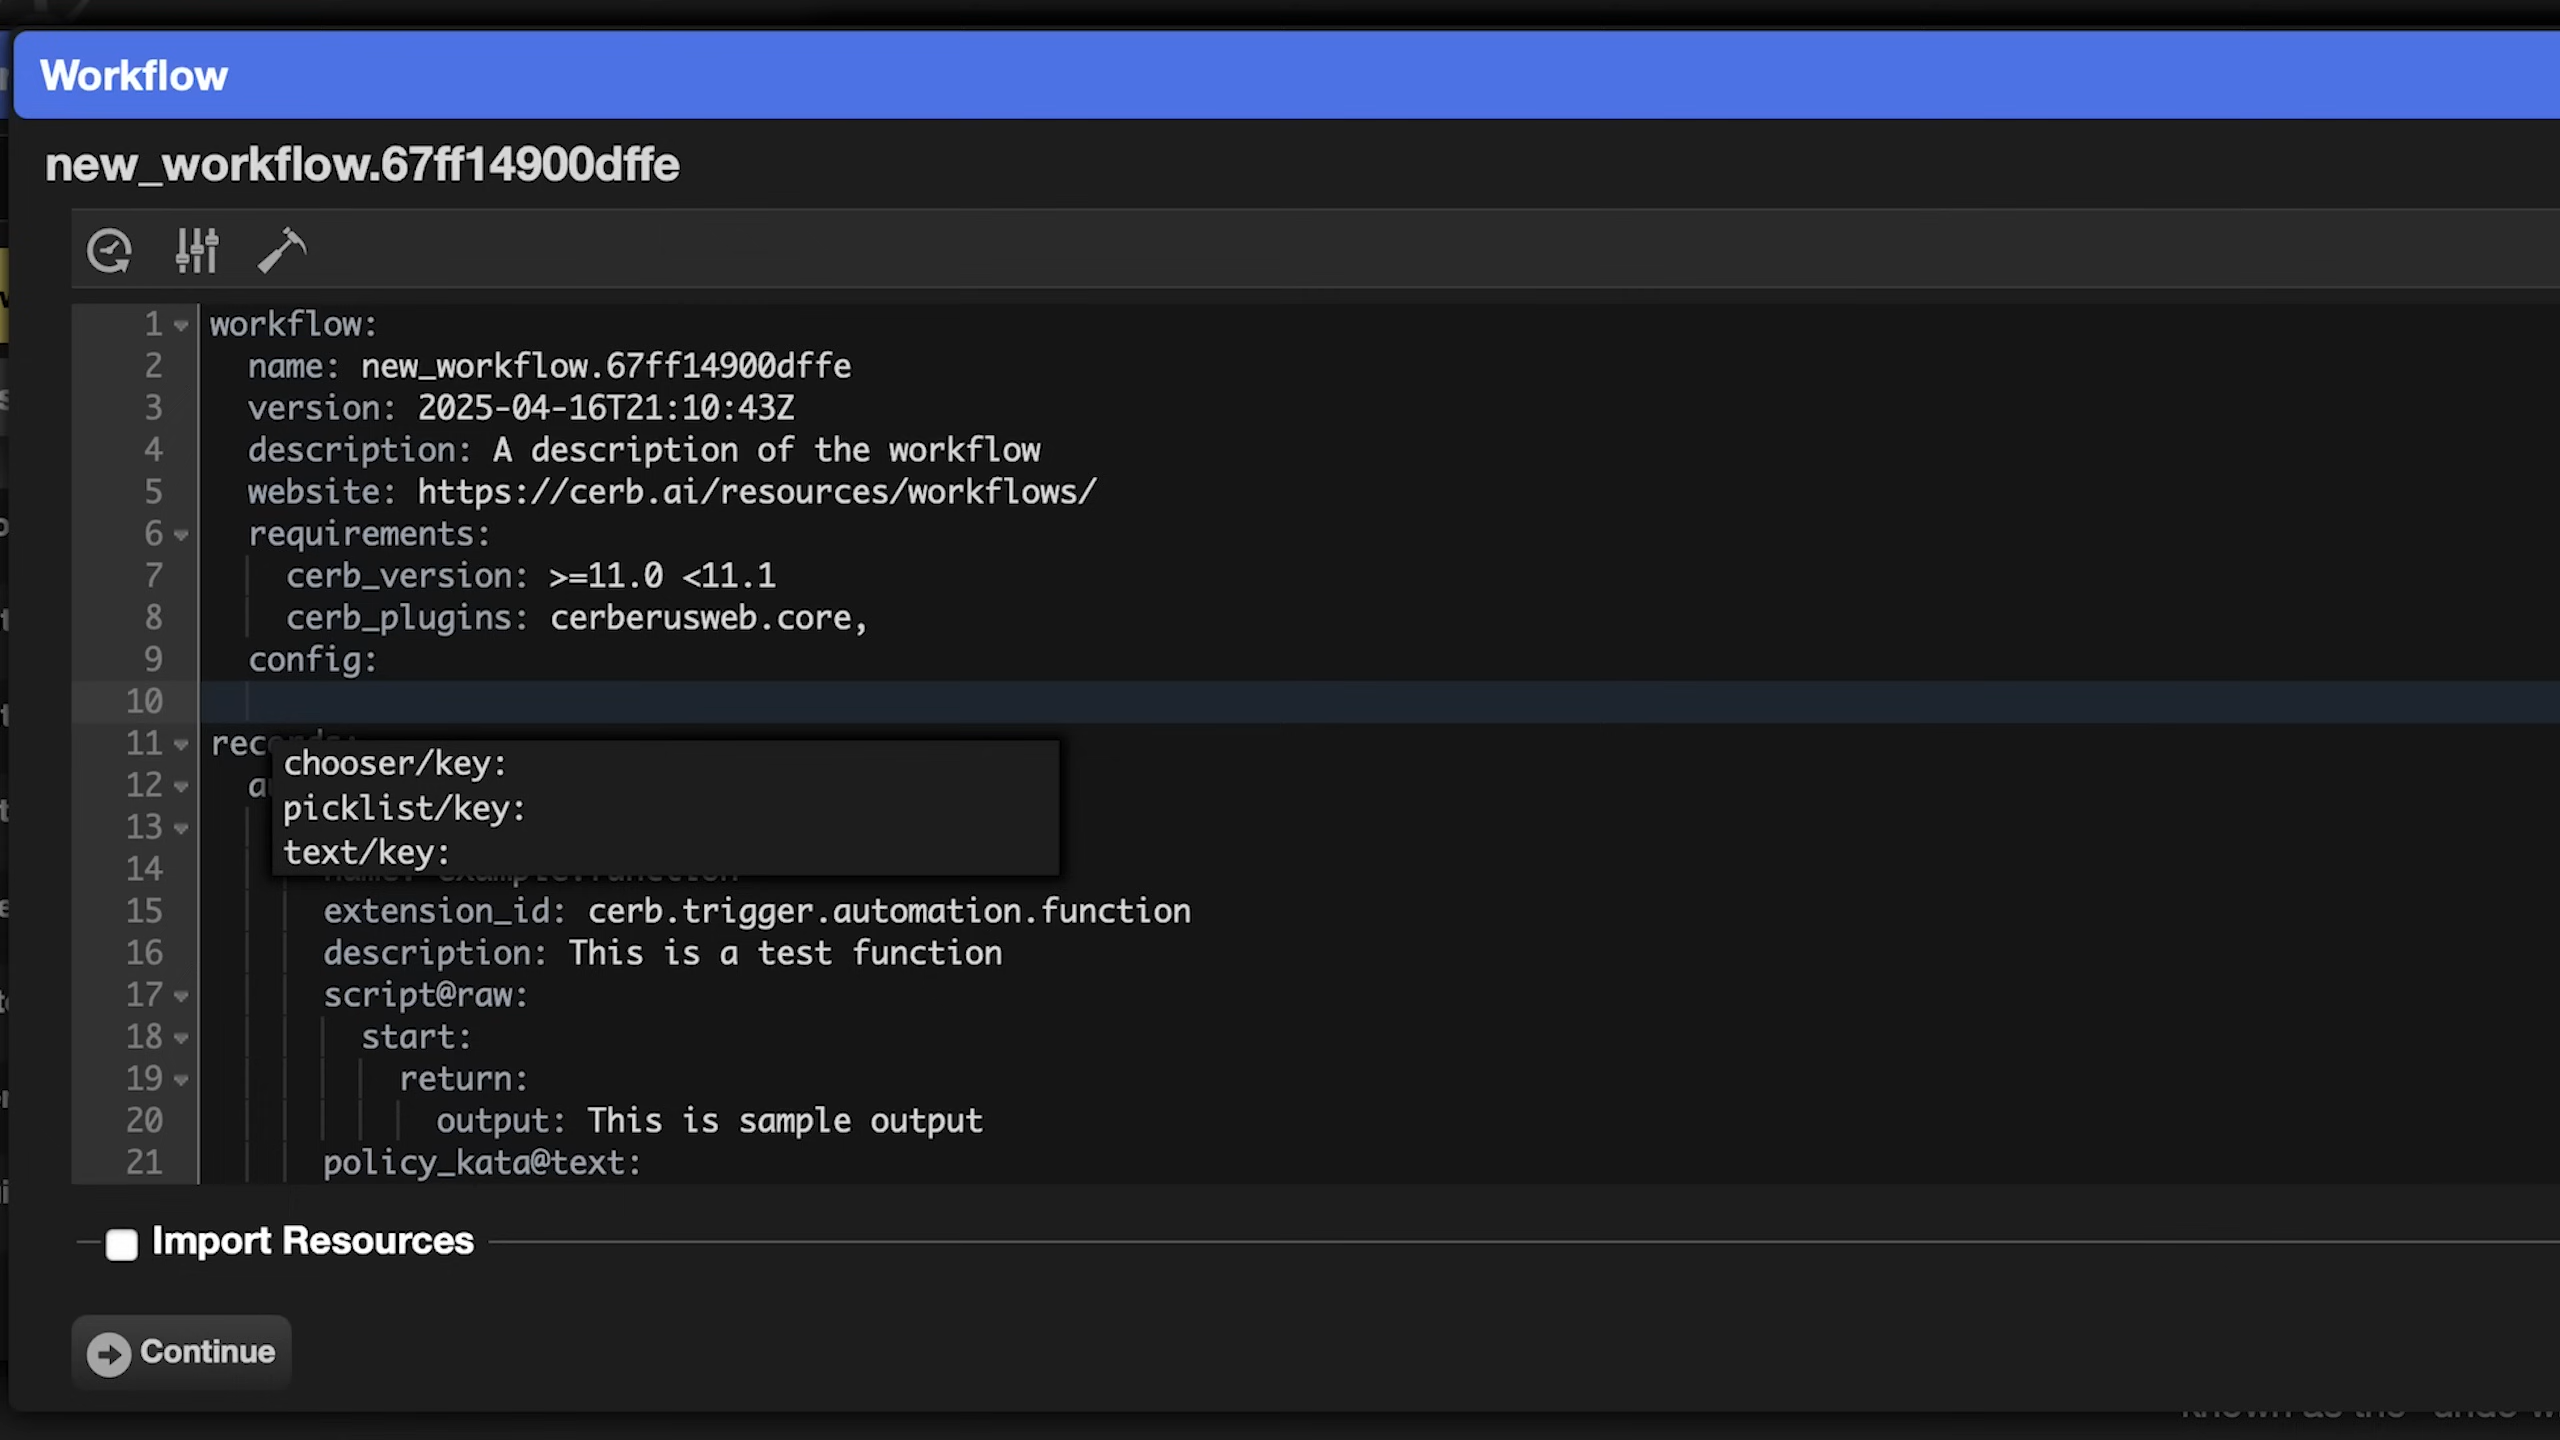 Workflow
new_workflow.67ff14900dffe
1 workflow:
2 name: new_workflow.67ff14900dffe
3 version: 2025-04-16T21:10:43Z
4 description: A description of the workflow
5 website: https://cerb.ai/resources/workflows/
6 requirements:
7 cerb_version: >=11.0 <11.1
8 cerb_plugins: cerberusweb.core,
9 config:
10
11 records:
chooser/key:
12
picklist/key:
13
text/key:
14 name: example.function
15 extension_id: cerb.trigger.automation.function
16 description: This is a test function
17 script@raw:
18 start:
19 return:
20 output: This is sample output
21 policy_kata@text:
Import Resources
Continue